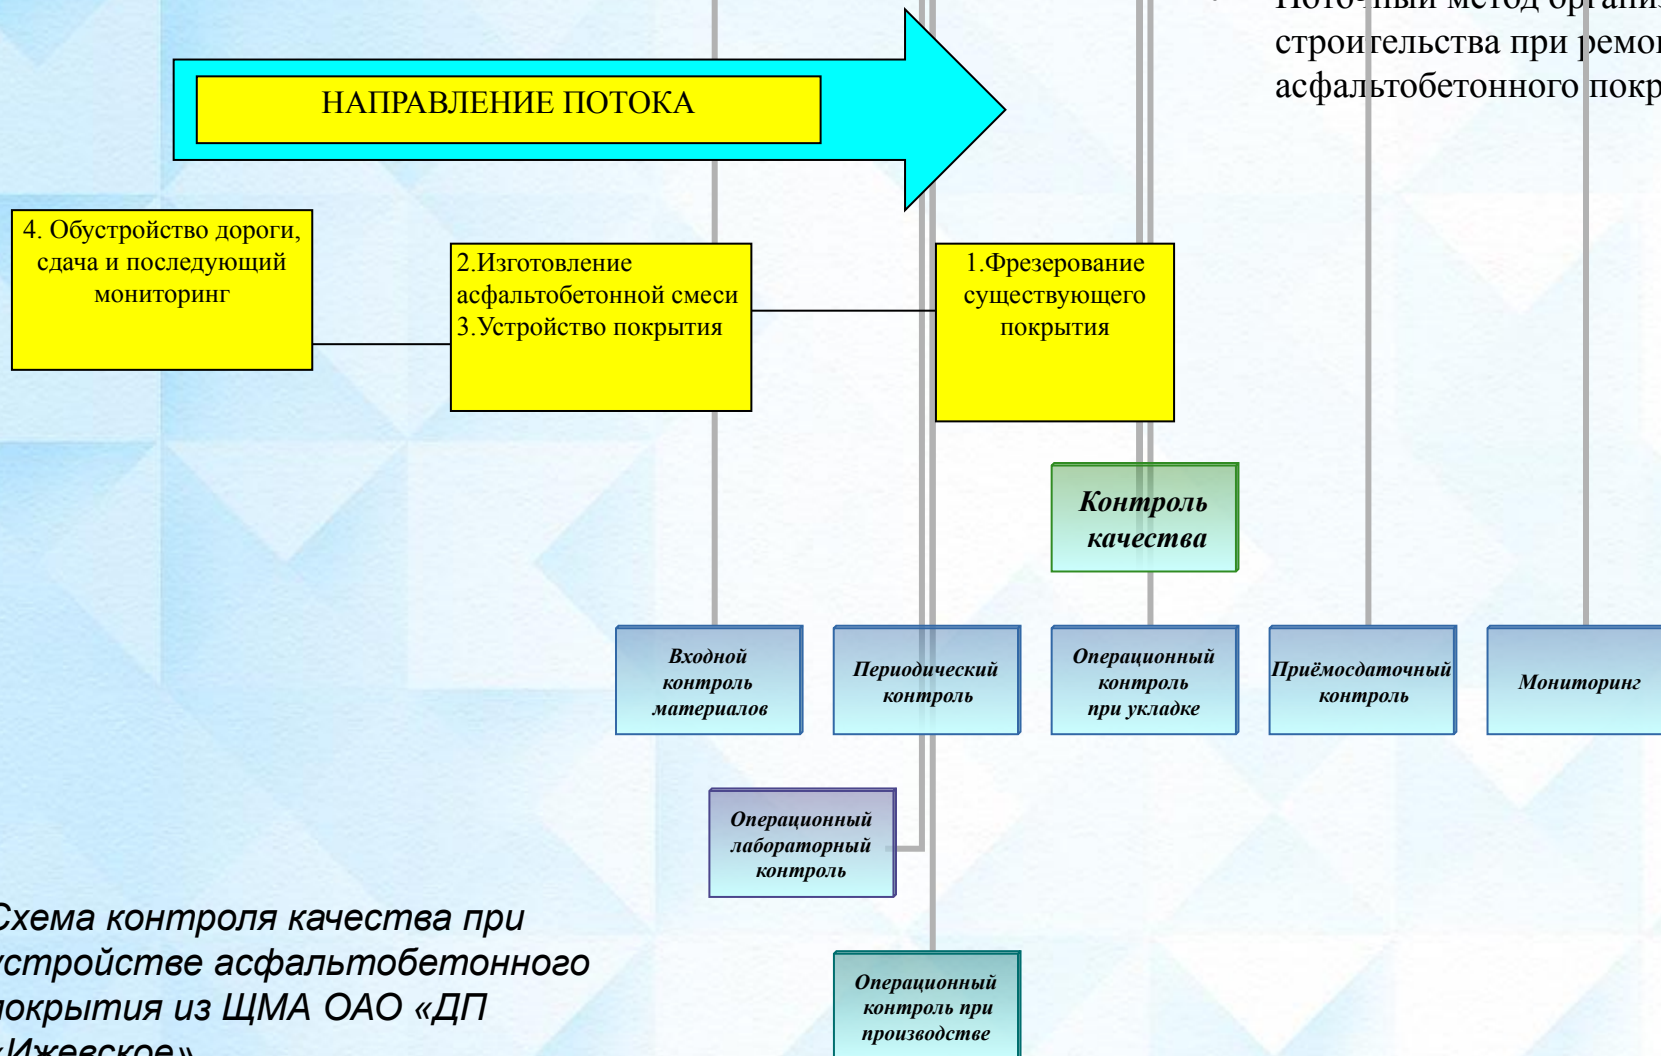 строительства при
асфальтобетонного
НАПРАВЛЕНИЕ ПОТОКА
4. Обустройство дороги,
сдача и последующий
мониторинг
2.Изготовление
асфальтобетонной смеси
3.Устройство покрытия
1.Фрезерование
существующего
покрытия
Контроль
качества
Входной
контроль
материалов
Периодический
контроль
Операционный
контроль
при укладке
Приёмосдаточный
контроль
Мониторинг
Операционный
лабораторный
контроль
Операционный
контроль при
производстве
Схема контроля качества при
устройстве асфальтобетонного
покрытия из ЩМА ОАО «ДП
«Ижевское»